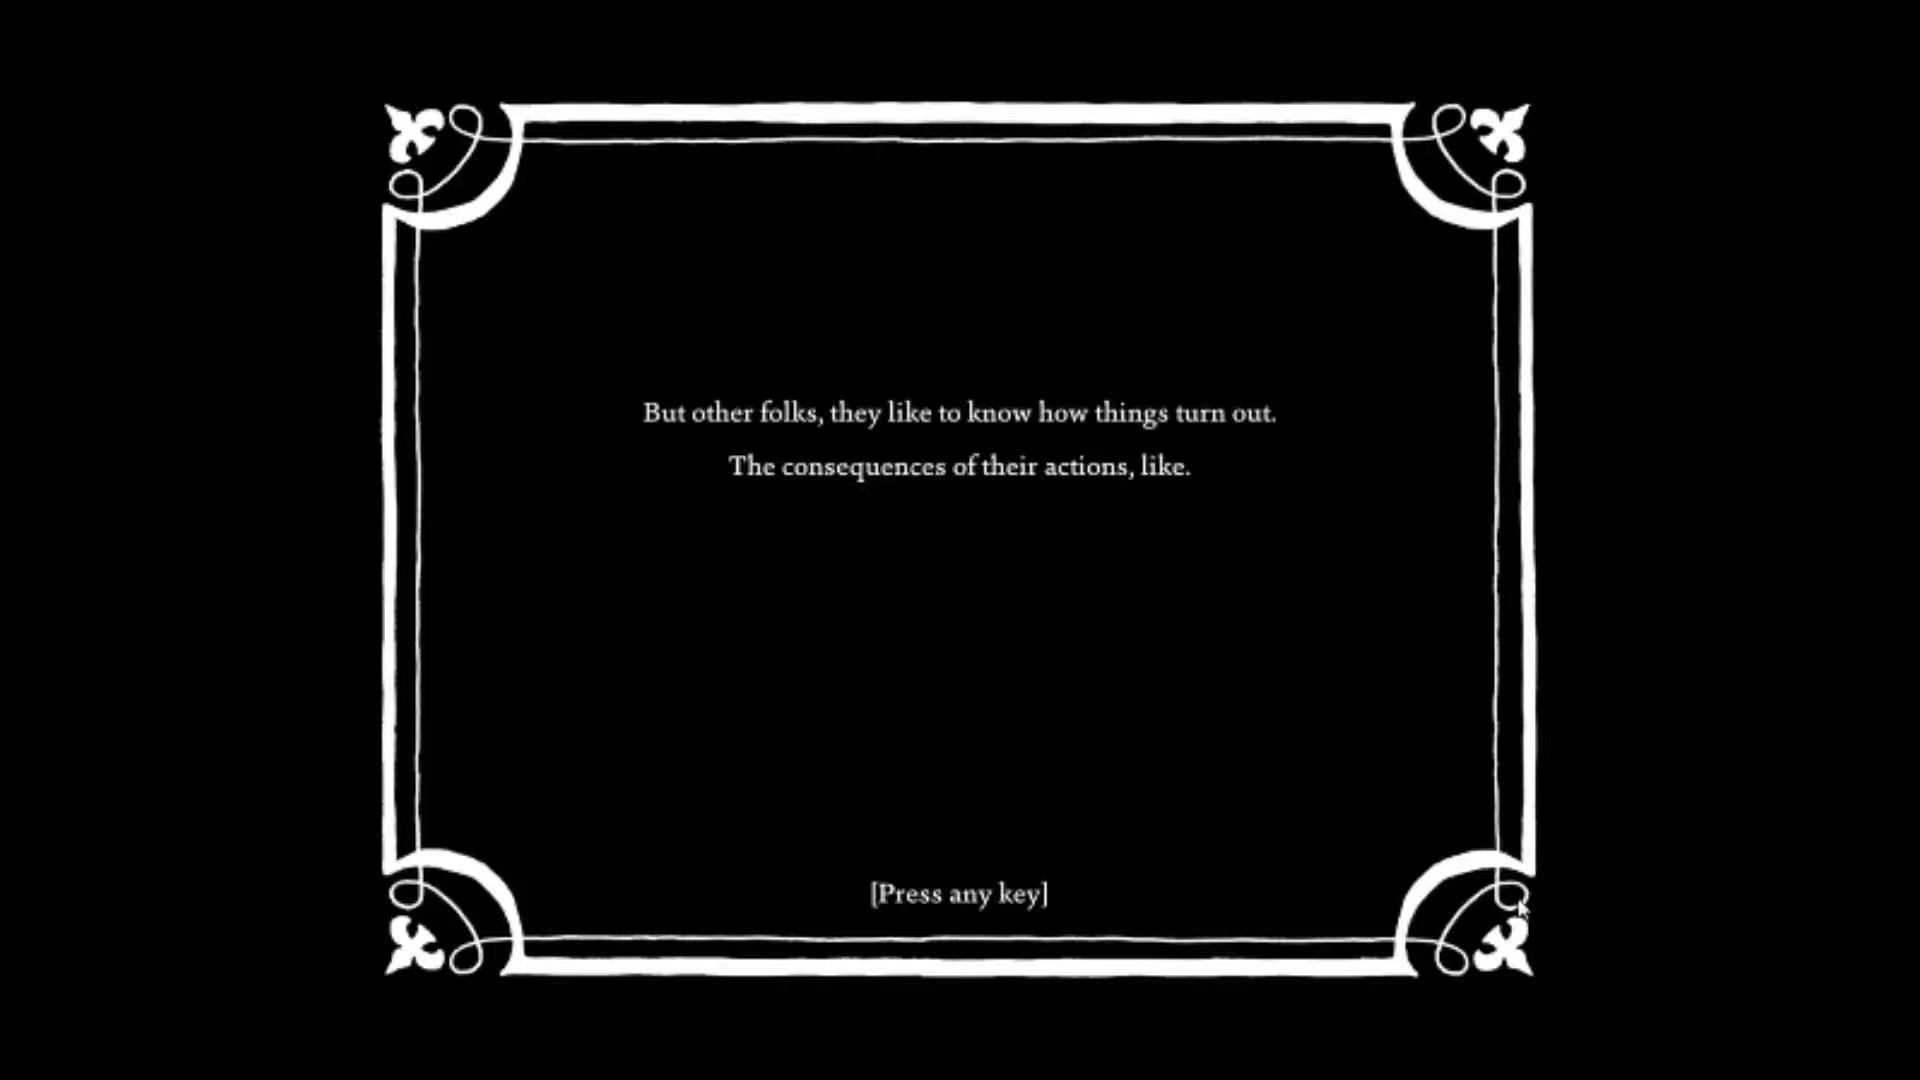 But other folks, they like to know how things turn out.
The consequences of their actions, like.
[Press any key]